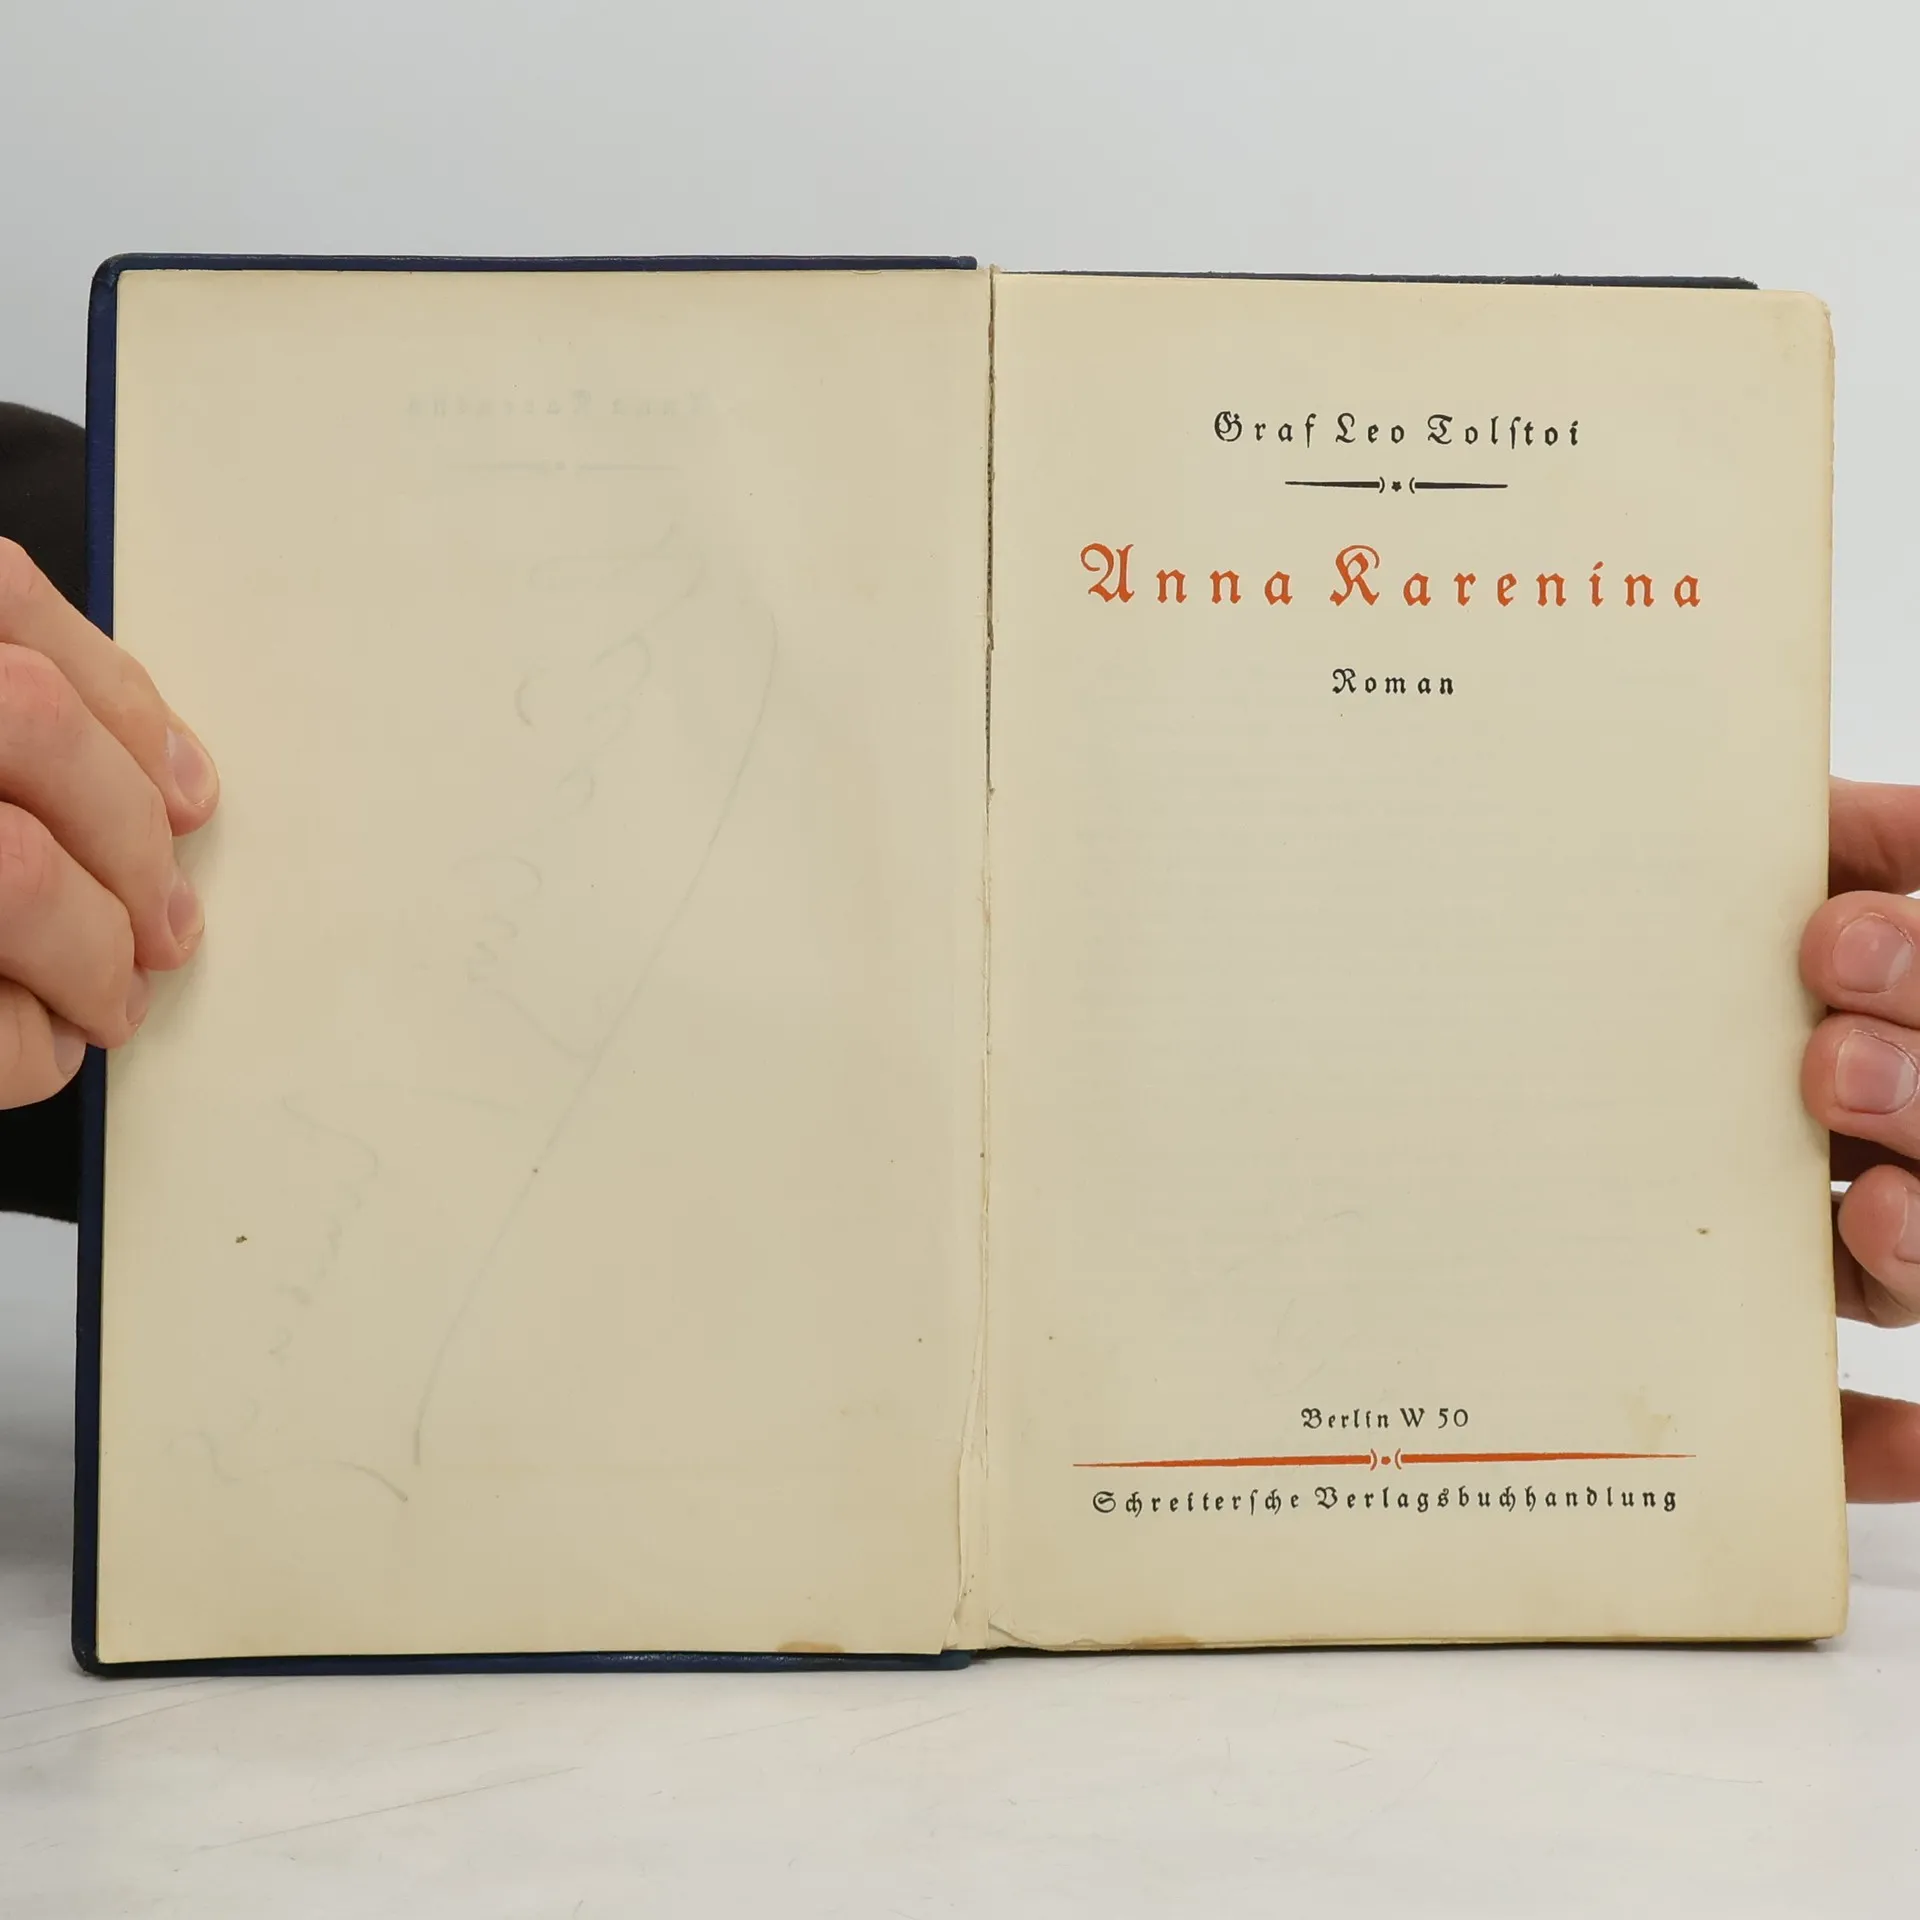 Graf Leo Tolſtoi
Anna Karenina
Roman
Berlin W 50
Schreiterſche Verlagsbuchhandlung